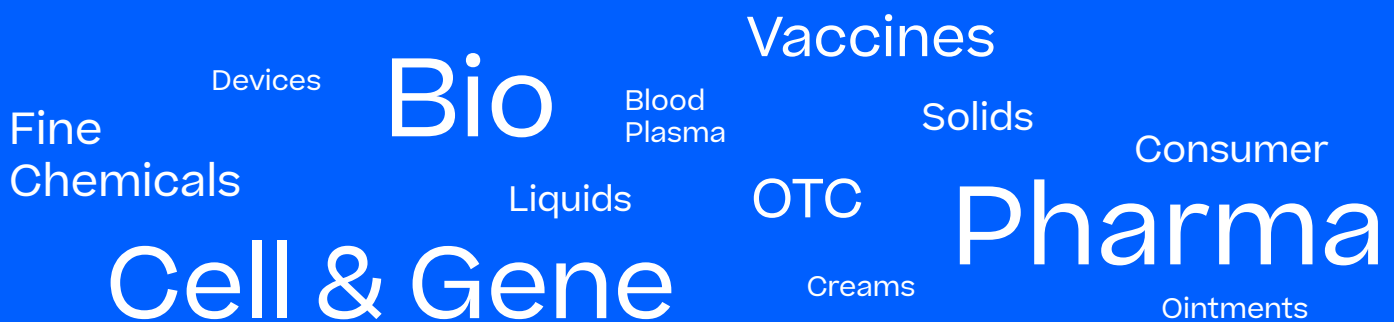 Vaccines
Devices
Bio
Blood
Plasma
Fine
Chemicals
Solids
Consumer
Liquids
OTC
Pharma
Cell & Gene
Creams
Ointments